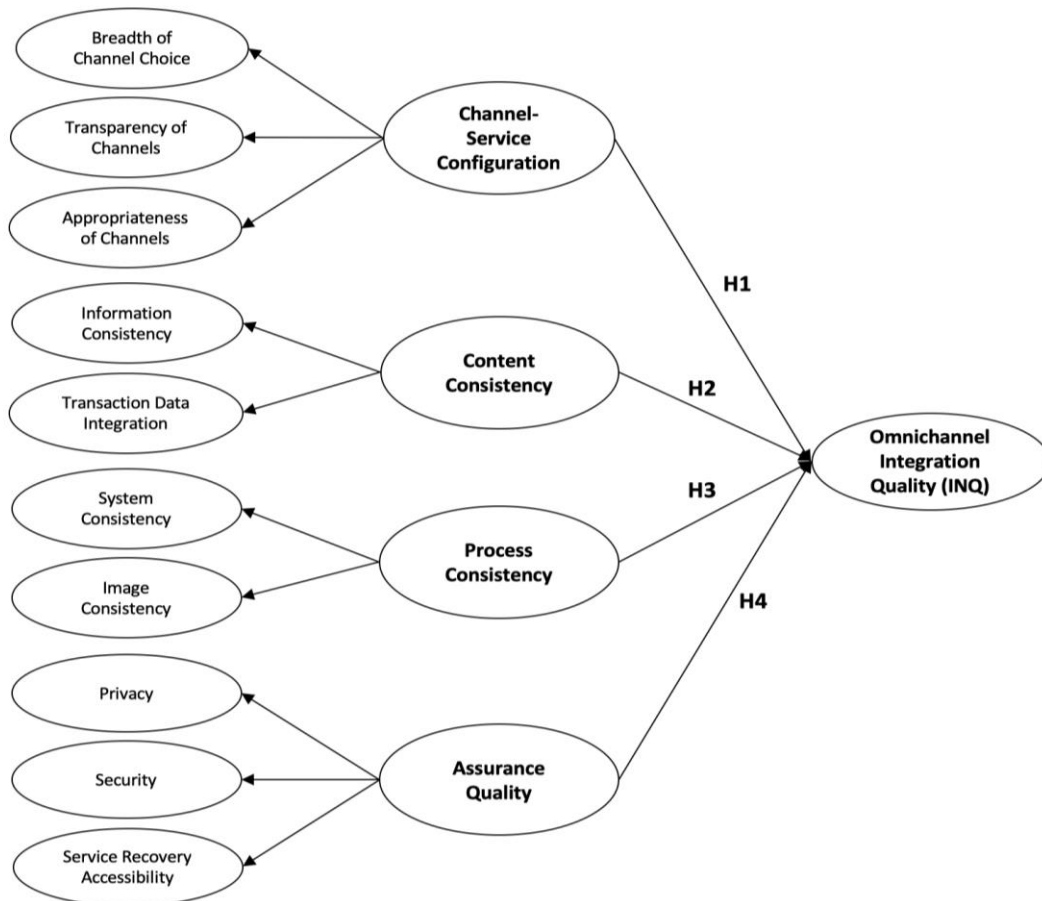 Breadth of
Channel Choice
Transparency of
Channels
Appropriateness
of Channels
Information
Consistency
Transaction Data
Integration
System
Consistency
Image
Consistency
Privacy
Security
Service Recovery
Accessibility
Channel-
Service
Configuration
Content
Consistency
Process
Consistency
Assurance
Quality
H1
H2
H3
H4
Omnichannel
Integration
Quality (INQ)